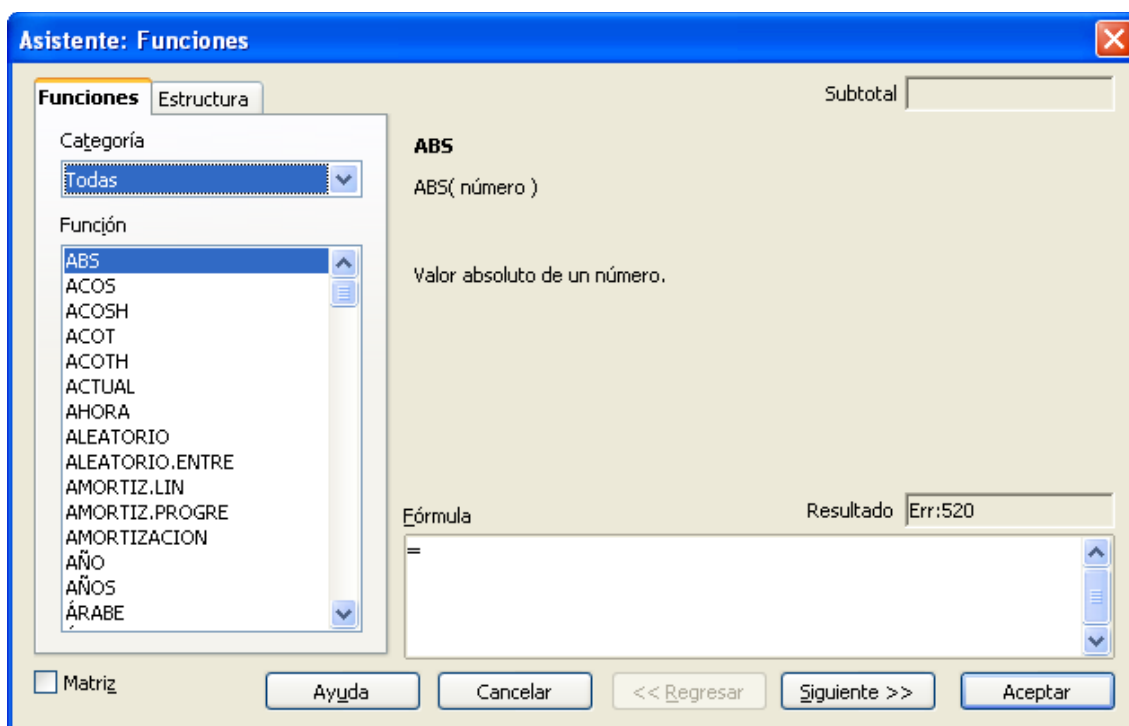 Asistente: Funciones
Funciones Estructura
Subtotal
Categoría
Todas
ABS
ABS( número )
Función
Valor absoluto de un número.
ABS
ACOS
ACOSH
ACOT
ACOTH
ACTUAL
AHORA
ALEATORIO
ALEATORIO.ENTRE
AMORTIZ.LIN
AMORTIZ.PROGRE
AMORTIZACION
AÑO
AÑOS
ÁRABE
Fórmula
Resultado Err:520
=
Matriz
Ayuda
Cancelar
<< Regresar
Siguiente >>
Aceptar